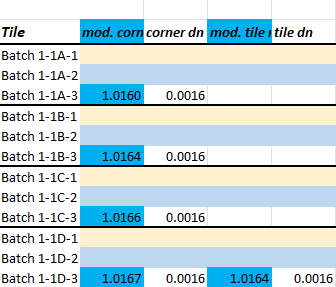 Tile mod. corn corner dn mod. tile tile dn
Batch 1-1A-1
Batch 1-1A-2
Batch 1-1A-3 1.0160 0.0016
Batch 1-1B-1
Batch 1-1B-2
Batch 1-1B-3 1.0164 0.0016
Batch 1-1C-1
Batch 1-1C-2
Batch 1-1C-3 1.0166 0.0016
Batch 1-1D-1
Batch 1-1D-2
Batch 1-1D-3 1.0167 0.0016 1.0164 0.0016